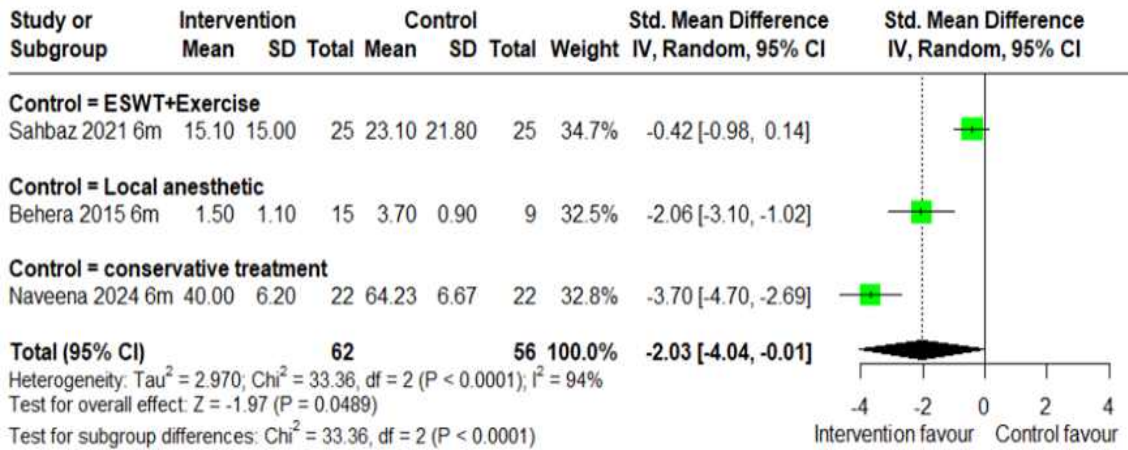 Study or Intervention Control Std. Mean Difference Std. Mean Difference
Subgroup Mean SD Total Mean SD Total Weight IV, Random, 95% CI IV, Random, 95% CI
Control = ESWT+Exercise
Sahbaz 2021 6m 15.10 15.00 25 23.10 21.80 25 34.7% -0.42 [-0.98, 0.14]
Control = Local anesthetic
Behera 2015 6m 1.50 1.10 15 3.70 0.90 9 32.5% -2.06 [-3.10, -1.02]
Control = conservative treatment
Naveena 2024 6m 40.00 6.20 22 64.23 6.67 22 32.8% -3.70 [-4.70, -2.69]
Total (95% CI) 62 56 100.0% -2.03 [-4.04, -0.01]
Heterogeneity: Tau² = 2.970; Chi² = 33.36, df = 2 (P < 0.0001); I² = 94%
Test for overall effect: Z = -1.97 (P = 0.0489)
Test for subgroup differences: Chi² = 33.36, df = 2 (P < 0.0001)
-4 -2 0 2 4
Intervention favour Control favour